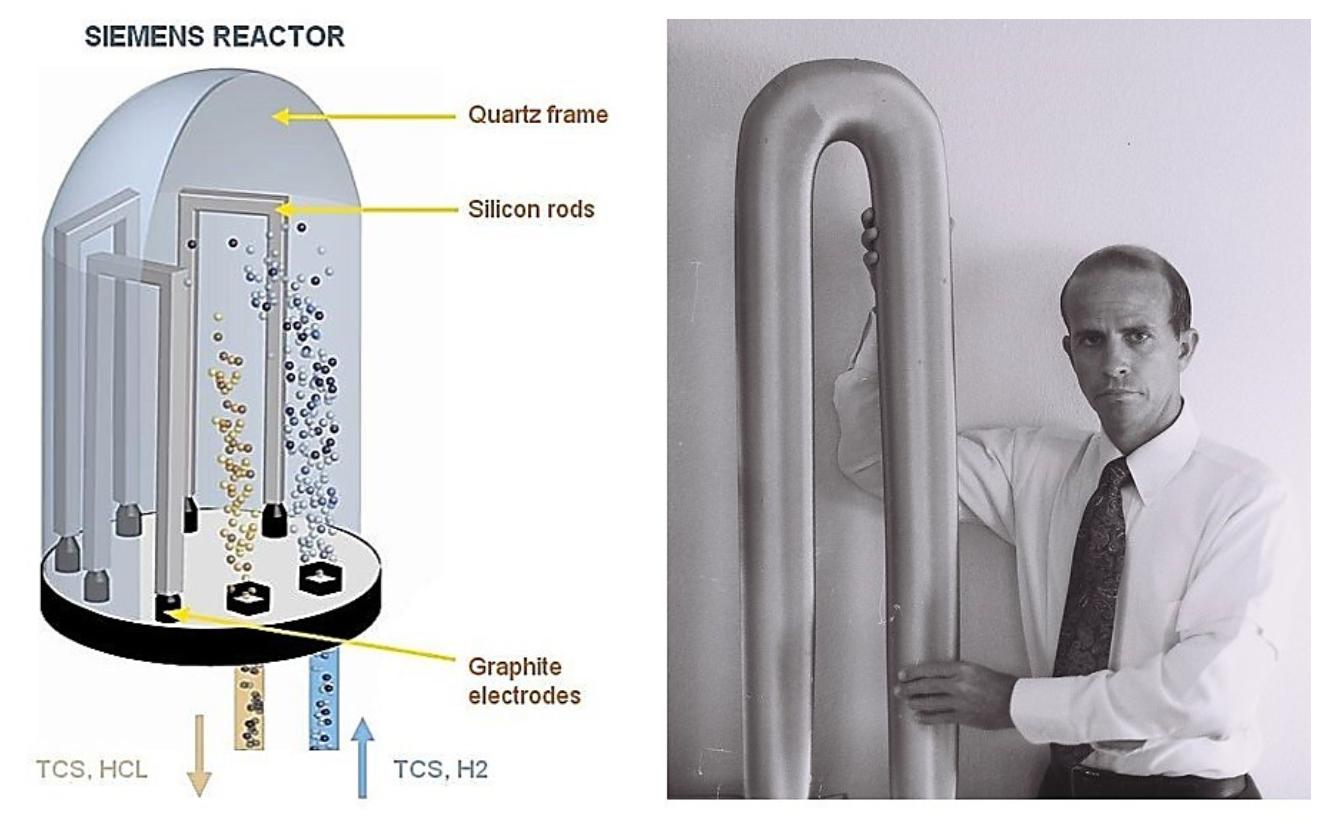 SIEMENS REACTOR
Quartz frame
Silicon rods
Graphite
electrodes
TCS, HCL
TCS, H2